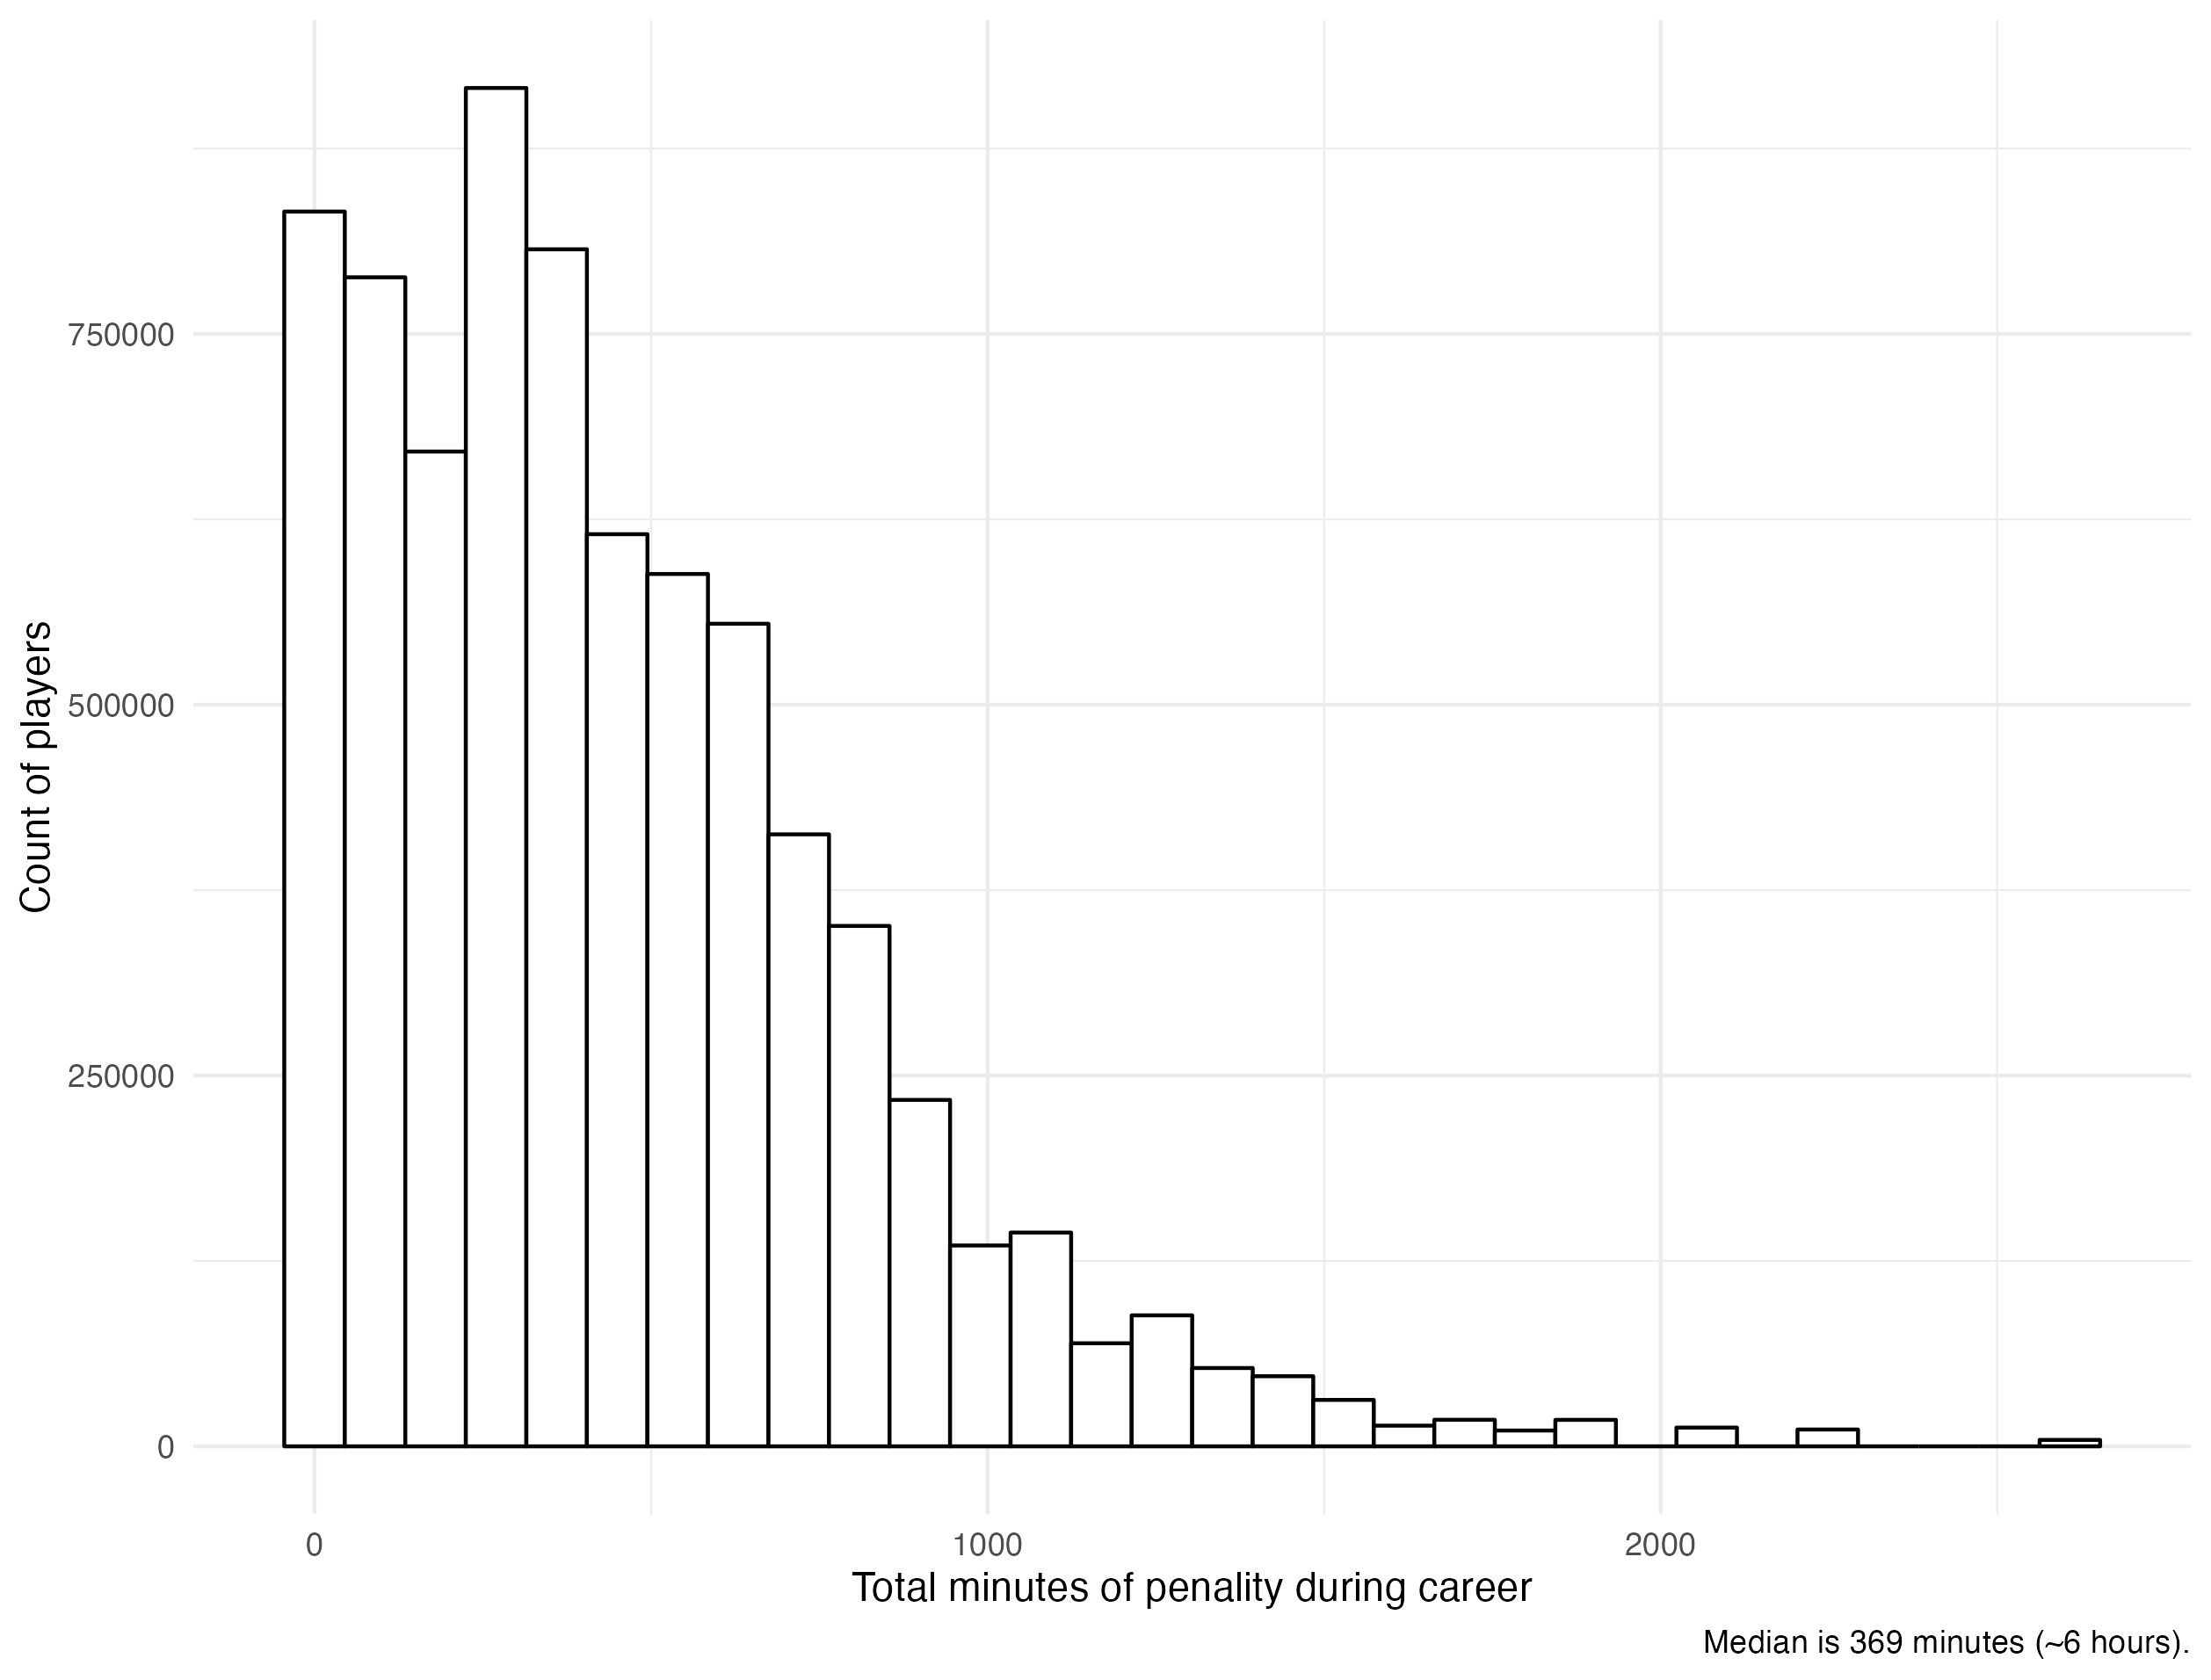 Count of players
750000
500000
250000
0
0 1000 2000
Total minutes of penality during career
Median is 369 minutes (~6 hours).